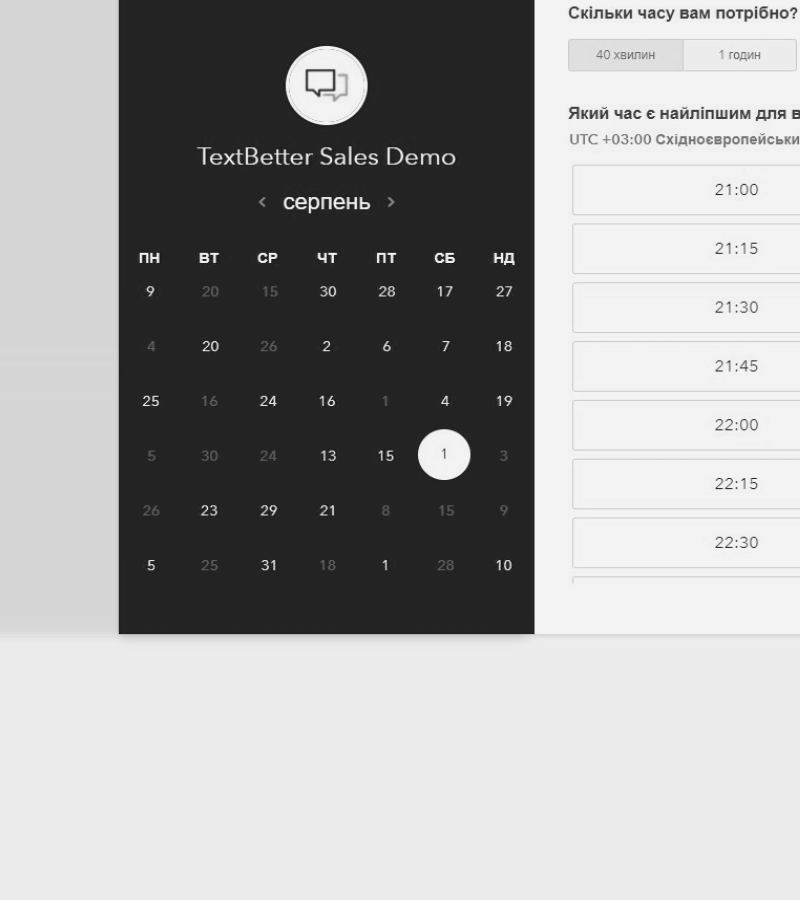 TextBetter Sales Demo
серпень
ПН ВТ СР ЧТ ПТ СБ НД
9 20 15 30 28 17 27
4 20 26 2 6 7 18
25 16 24 16 1 4 19
5 30 24 13 15 1 3
26 23 29 21 8 15 9
5 25 31 18 1 28 10
Скільки часу вам потрібно?
40 хвилин 1 годин
Який час є найліпшим для в
UTC +03:00 Східноєвропейськи
21:00
21:15
21:30
21:45
22:00
22:15
22:30